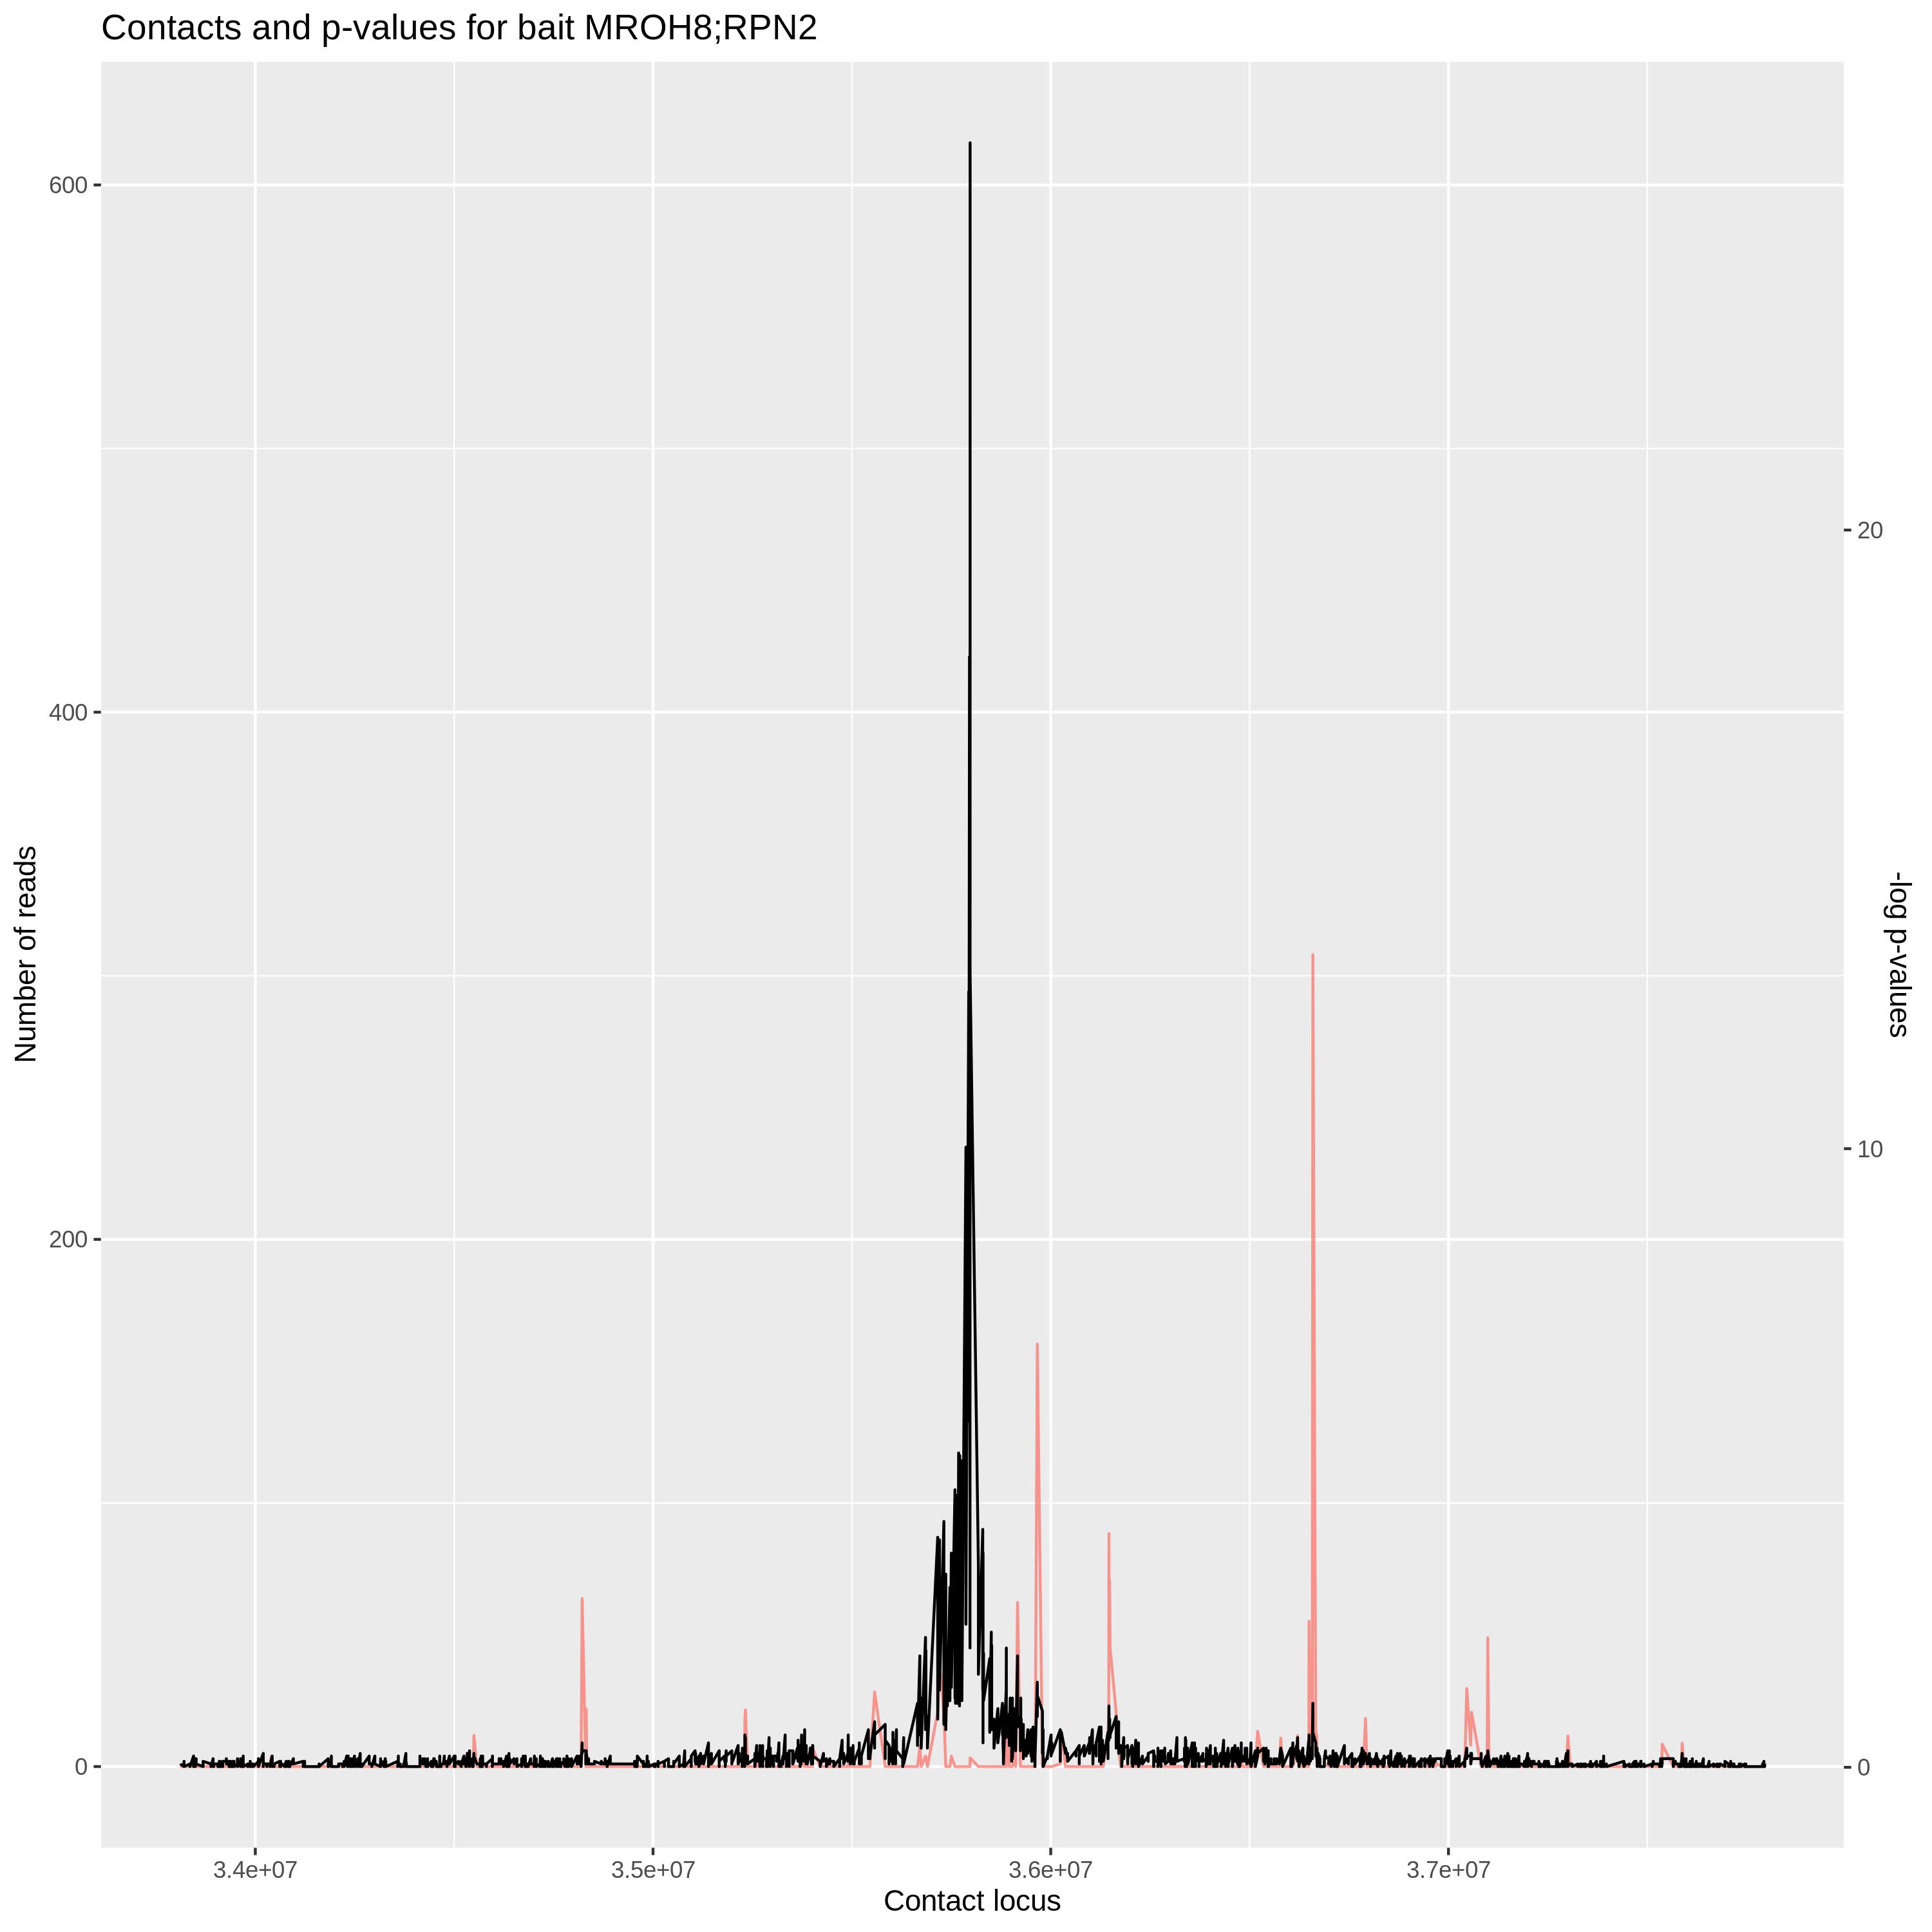 Contacts and p-values for bait MROH8;RPN2
600
400
200
0
Number of reads
20
10
0
-log p-values
3.4e+07
3.5e+07
3.6e+07
3.7e+07
Contact locus